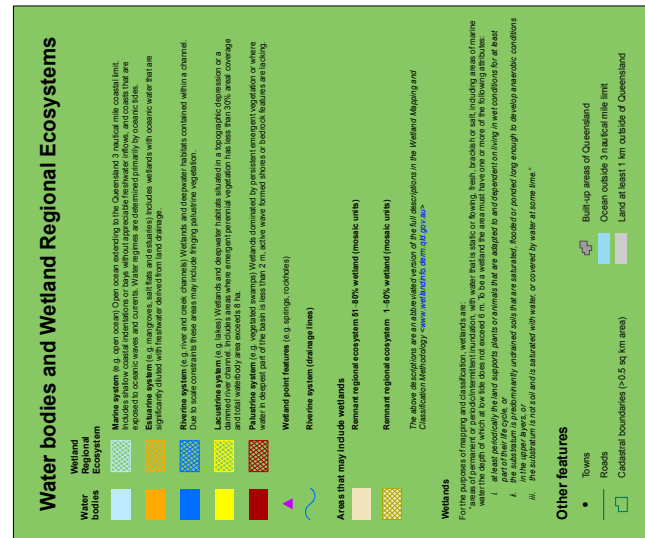 Water bodies and Wetland Regional Ecosystems
Water
bodies
Wetland
Regional
Ecosystem
Marine system (e.g. open ocean) Open ocean extending to the Queensland 3 nautical mile coastal limit.
Includes shallow coastal indentations or bays without appreciable freshwater inflows, and coasts that are
exposed to oceanic waves and currents. Water regimes are determined primarily by oceanic tides.
Estuarine system (e.g. mangroves, salt flats and estuaries) Includes wetlands with oceanic water that are
significantly diluted with freshwater derived from land drainage.
Riverine system (e.g. river and creek channels) Wetlands and deepwater habitats contained within a channel.
Due to scale constraints these areas may include fringing palustrine vegetation.
Lacustrine system (e.g. lakes) Wetlands and deepwater habitats situated in a topographic depression or a
dammed river channel. Includes areas where emergent perennial vegetation has less than 30% areal coverage
and total waterbody area exceeds 8 ha.
Palustrine system (e.g. vegetated swamps) Wetlands dominated by persistent emergent vegetation or where
water in deepest part of the basin is less than 2 m, active wave formed shores or bedrock features are lacking.
Wetland point features (e.g. springs, rockholes)
Riverine system (drainage lines)
Areas that may include wetlands
Remnant regional ecosystem 51-80% wetland (mosaic units)
Remnant regional ecosystem 1-50% wetland (mosaic units)
The above descriptions are an abbreviated version of the full descriptions in the Wetland Mapping and
Classification Methodology <www.wetlandinfo.derm.qld.gov.au>
Wetlands
For the purposes of mapping and classification, wetlands are:
"areas of permanent or periodic/intermittent inundation, with water that is static or flowing, fresh, brackish or salt, including areas of marine
water the depth of which at low tide does not exceed 6 m. To be a wetland the area must have one or more of the following attributes:
i. at least periodically the land supports plants or animals that are adapted to and dependent on living in wet conditions for at least
part of their life cycle, or
ii. the substratum is predominantly undrained soils that are saturated, flooded or ponded long enough to develop anaerobic conditions
in the upper layers, or
iii. the substratum is not soil and is saturated with water, or covered by water at some time."
Other features
Towns
Roads
Cadastral boundaries (>0.5 sq km area)
Built-up areas of Queensland
Ocean outside 3 nautical mile limit
Land at least 1 km outside of Queensland